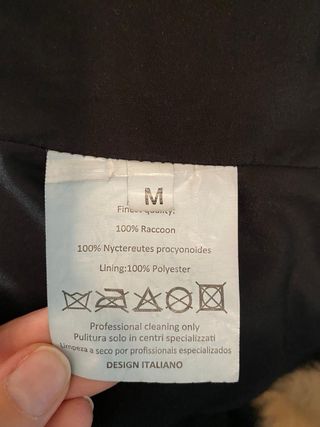 M
Finest quality:
100% Raccoon
100% Nyctereutes procyonoides
Lining:100% Polyester
Professional cleaning only
Pulitura solo in centri specializzati
Limpeza a seco por profissionais especializados
DESIGN ITALIANO